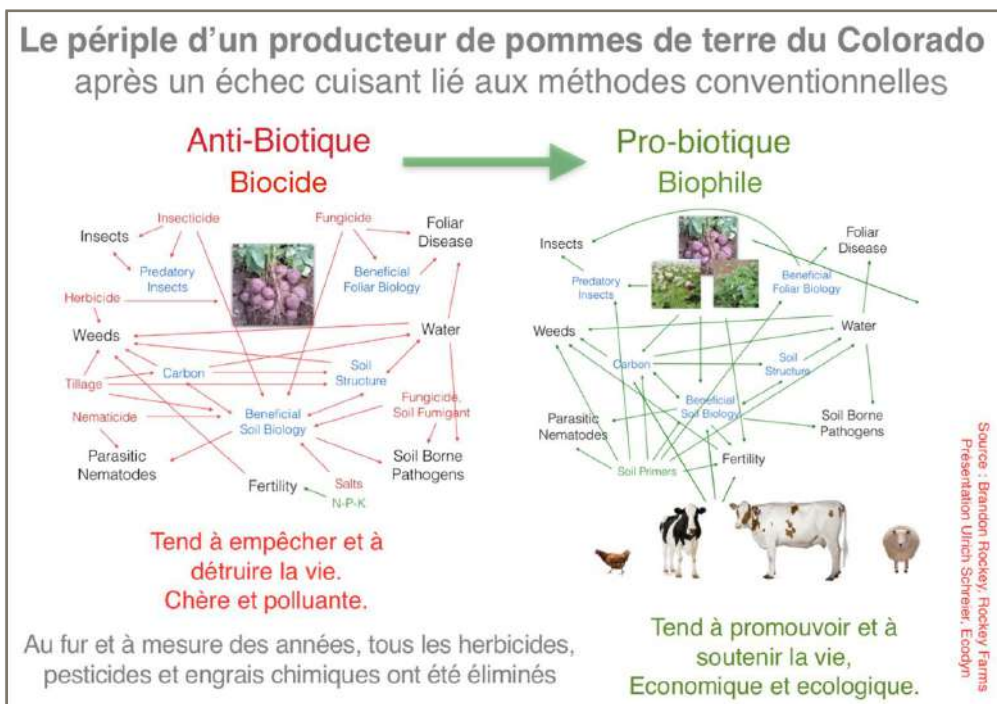 Le périple d'un producteur de pommes de terre du Colorado
après un échec cuisant lié aux méthodes conventionnelles
Anti-Biotique
Biocide
Insecticide
Fungicide
Foliar
Disease
Insects
Predatory
Insects
Beneficial
Foliar Biology
Herbicide
Weeds
Water
Tillage
Carbon
Soil
Structure
Nematicide
Beneficial
Soil Biology
Fungicide,
Soil Fumigant
Parasitic
Nematodes
Soil Borne
Pathogens
Fertility
Salts
N-P-K
Tend à empêcher et à
détruire la vie.
Chère et polluante.
Au fur et à mesure des années, tous les herbicides,
pesticides et engrais chimiques ont été éliminés
Pro-biotique
Biophile
Insects
Foliar
Disease
Predatory
Insects
Beneficial
Foliar Biology
Weeds
Water
Carbon
Soil
Structure
Beneficial
Soil Biology
Parasitic
Nematodes
Soil Borne
Pathogens
Soil Primers
Fertility
Tend à promouvoir et à
soutenir la vie,
Economique et ecologique.
Source : Brandon Rockey, Rockey Farms
Présentation Ulrich Schreier, Ecodyn